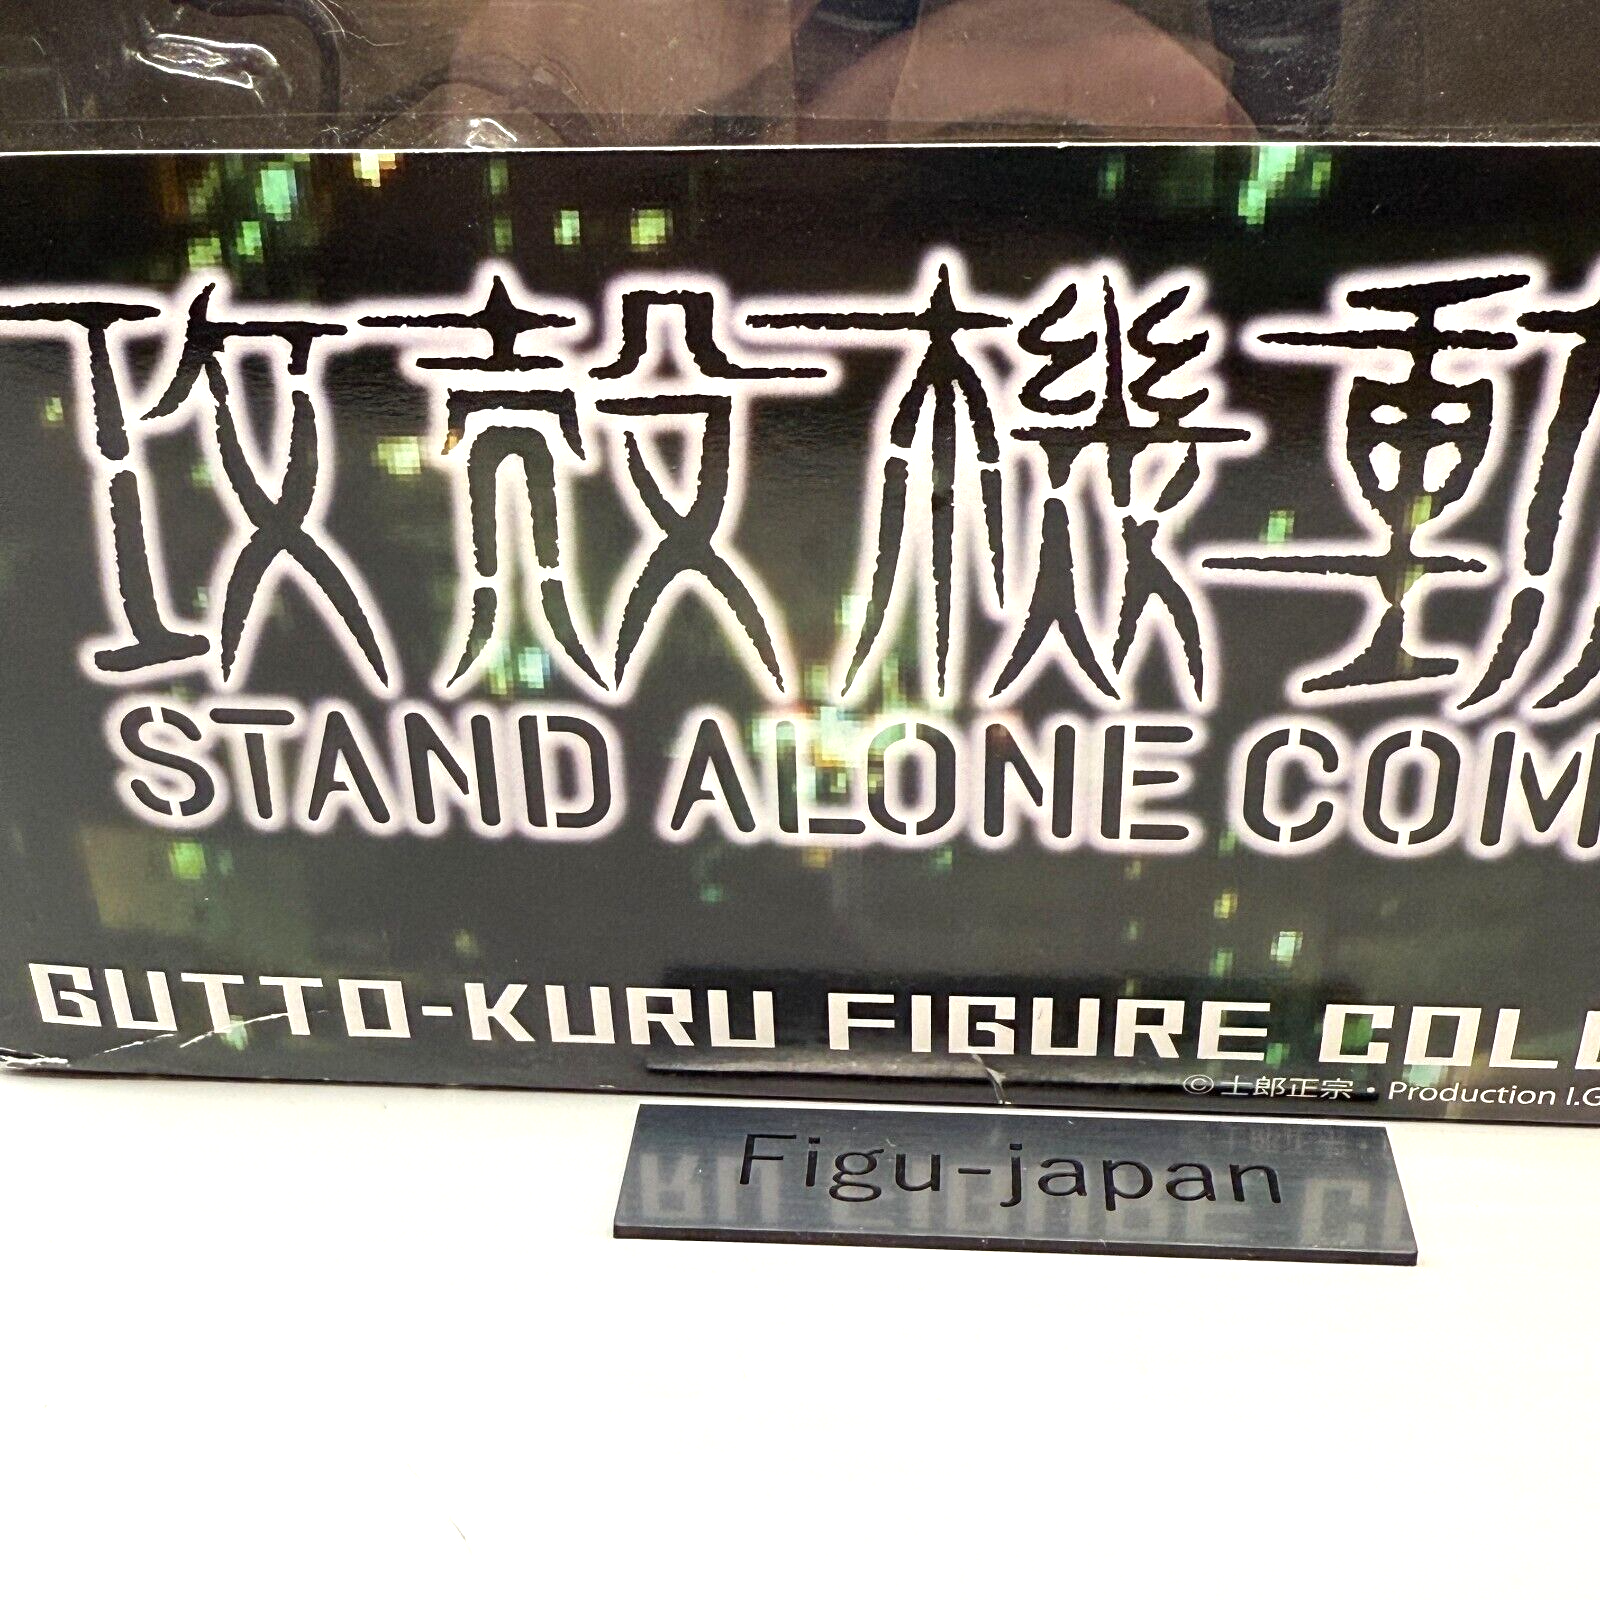 攻殻機動
STAND ALONE COM
GUTTO-KURU FIGURE COLL
© 士郎正宗・Production I.G
Figu-japan